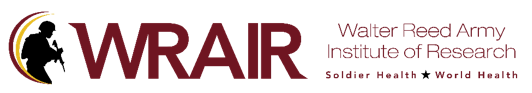 WRAIR
Walter Reed Army
Institute of Research
Soldier Health ★ World Health